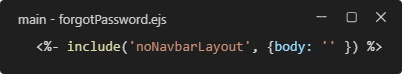 main - forgotPassword.ejs
<%- include('noNavbarLayout', {body: '' }) %>